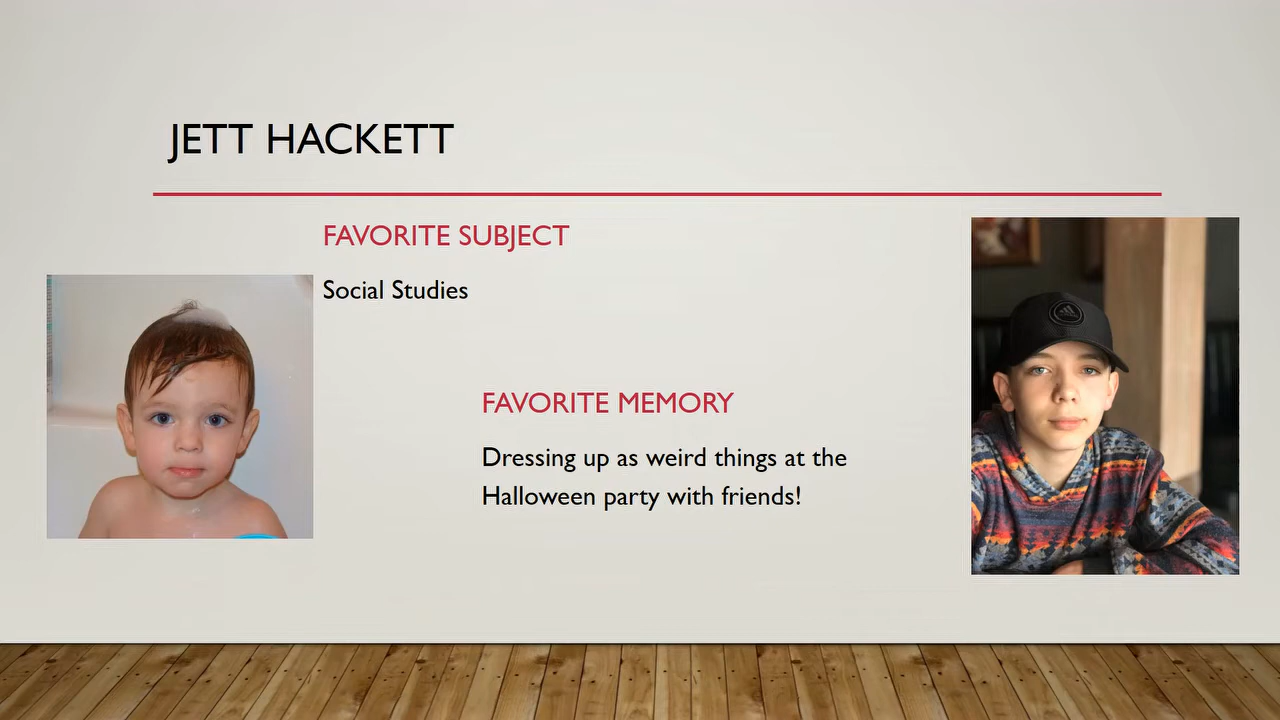 JETT HACKETT
FAVORITE SUBJECT
Social Studies
FAVORITE MEMORY
Dressing up as weird things at the
Halloween party with friends!